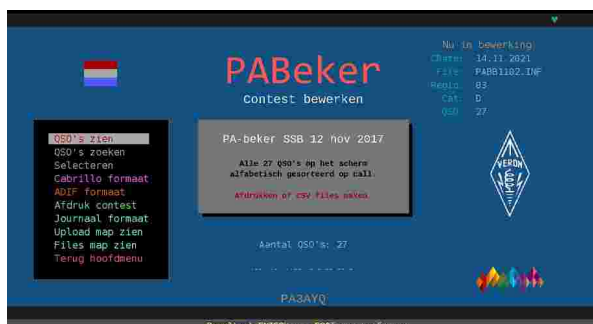 PABeker
Contest bewerken
Nu in bewerking
CDate: 14.11.2021
File: PABB1102.INF
Regio: 03
Cat: D
QSO: 27
QSO's zien
QSO's zoeken
Selecteren
Cabrillo formaat
ADIF formaat
Afdruk contest
Journaal formaat
Upload map zien
Files map zien
Terug hoofdmenu
PA-beker SSB 12 nov 2017
Alle 27 QSO's op het scherm
alfabetisch gesorteerd op call.
Afdrukken of csv files maken.
VERON
Aantal QSO's: 27
PA3AYQ